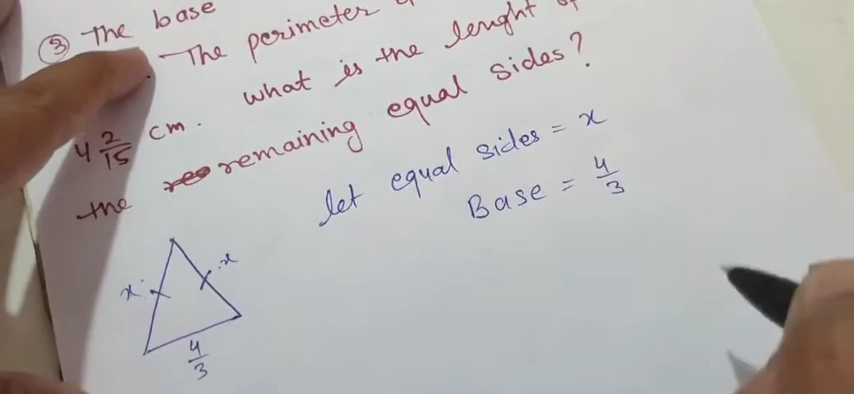 ③ The base
The perimeter
4 2/15 cm. what is the lenght
the remaining equal sides?
let equal sides = x
Base = 4/3
x x
4/3